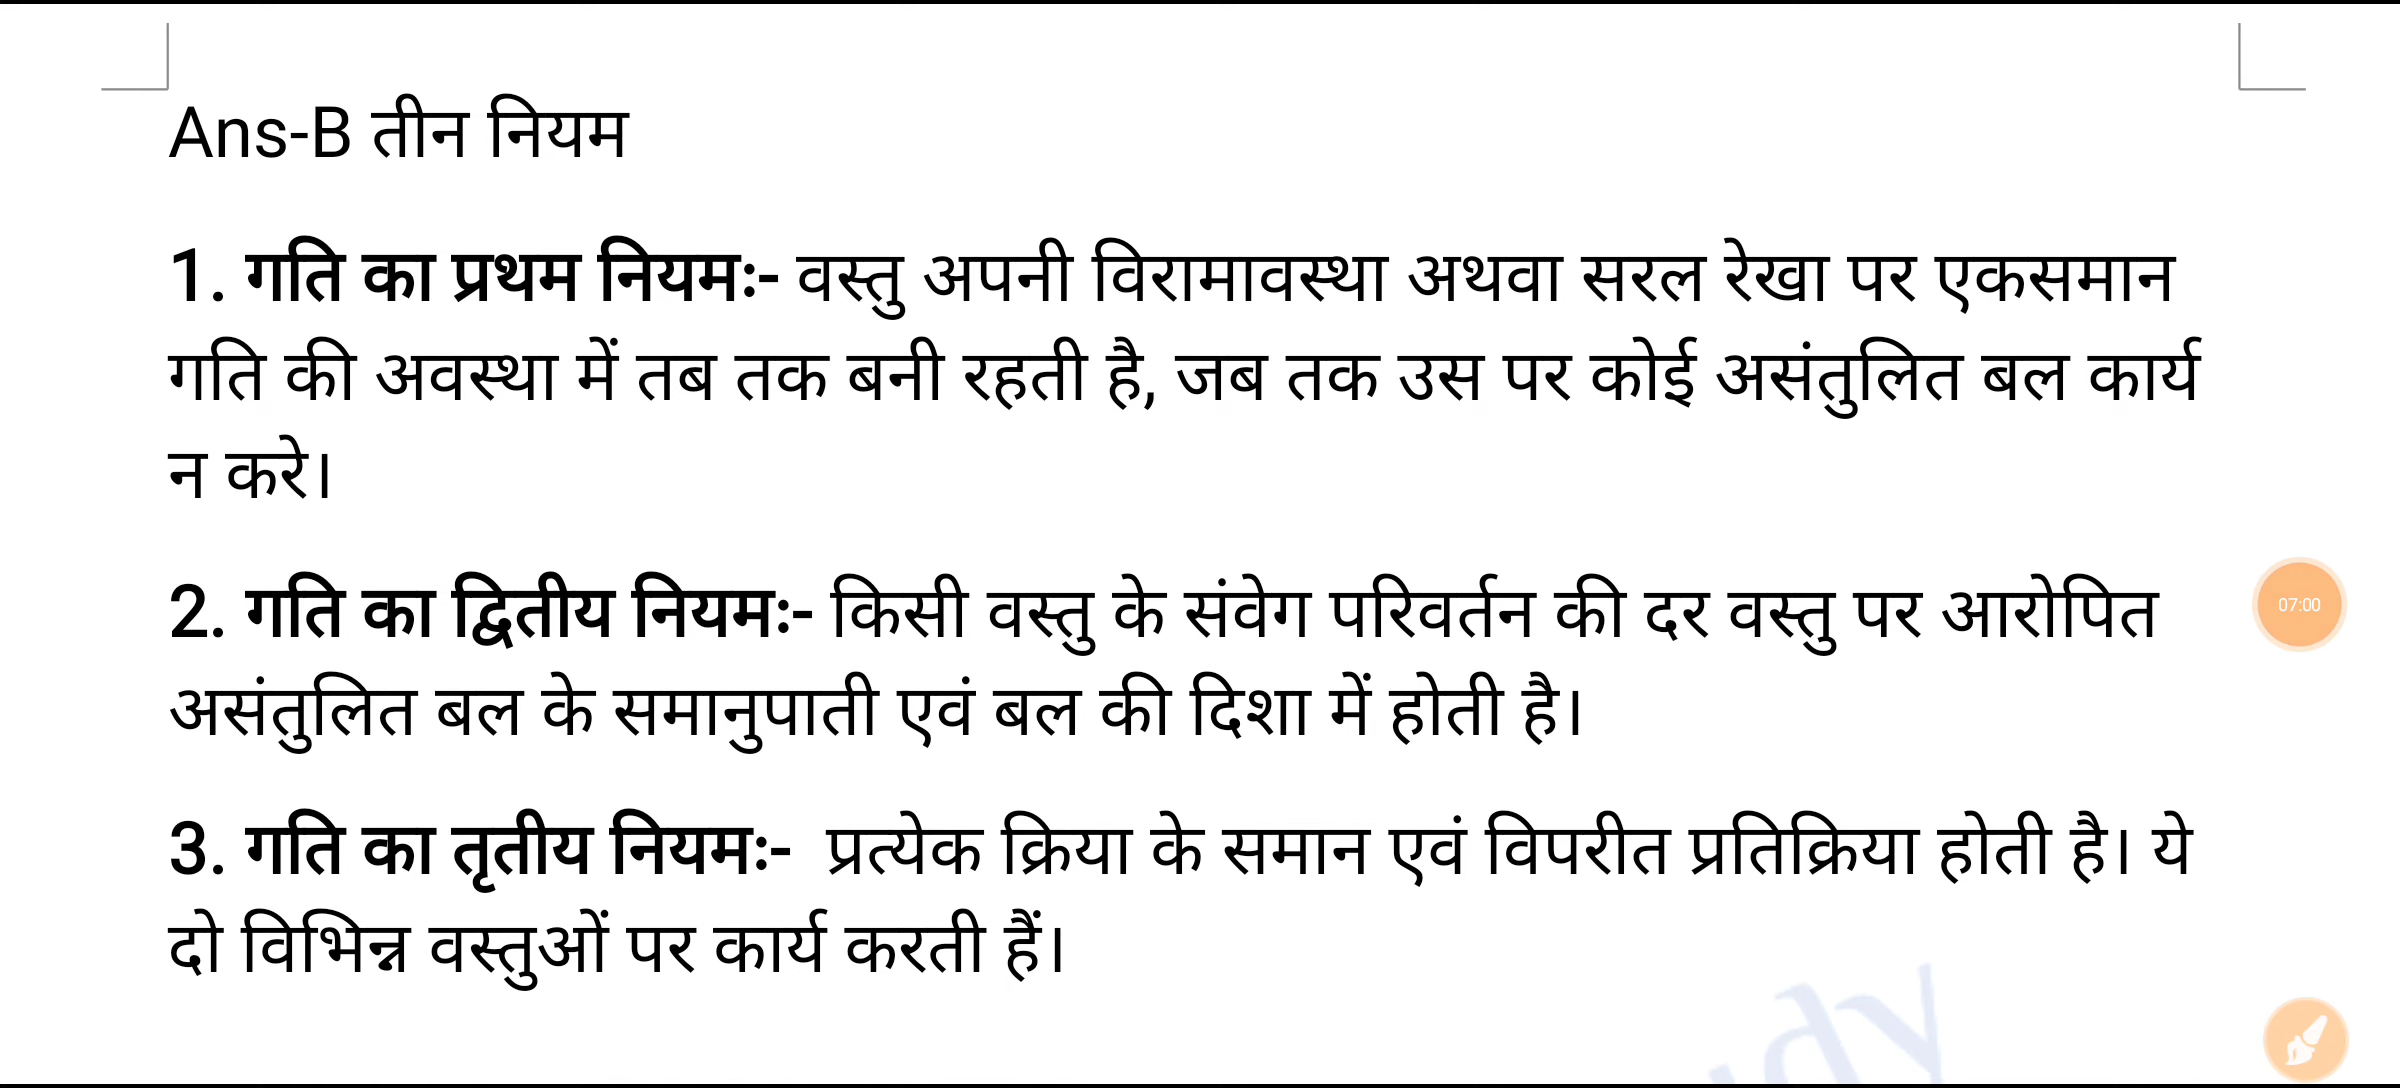 Ans-B तीन नियम
1. गति का प्रथम नियमः- वस्तु अपनी विरामावस्था अथवा सरल रेखा पर एकसमान
गति की अवस्था में तब तक बनी रहती है, जब तक उस पर कोई असंतुलित बल कार्य
न करे।
2. गति का द्वितीय नियमः- किसी वस्तु के संवेग परिवर्तन की दर वस्तु पर आरोपित
असंतुलित बल के समानुपाती एवं बल की दिशा में होती है।
07:00
3. गति का तृतीय नियमः- प्रत्येक क्रिया के समान एवं विपरीत प्रतिक्रिया होती है। ये
दो विभिन्न वस्तुओं पर कार्य करती हैं।